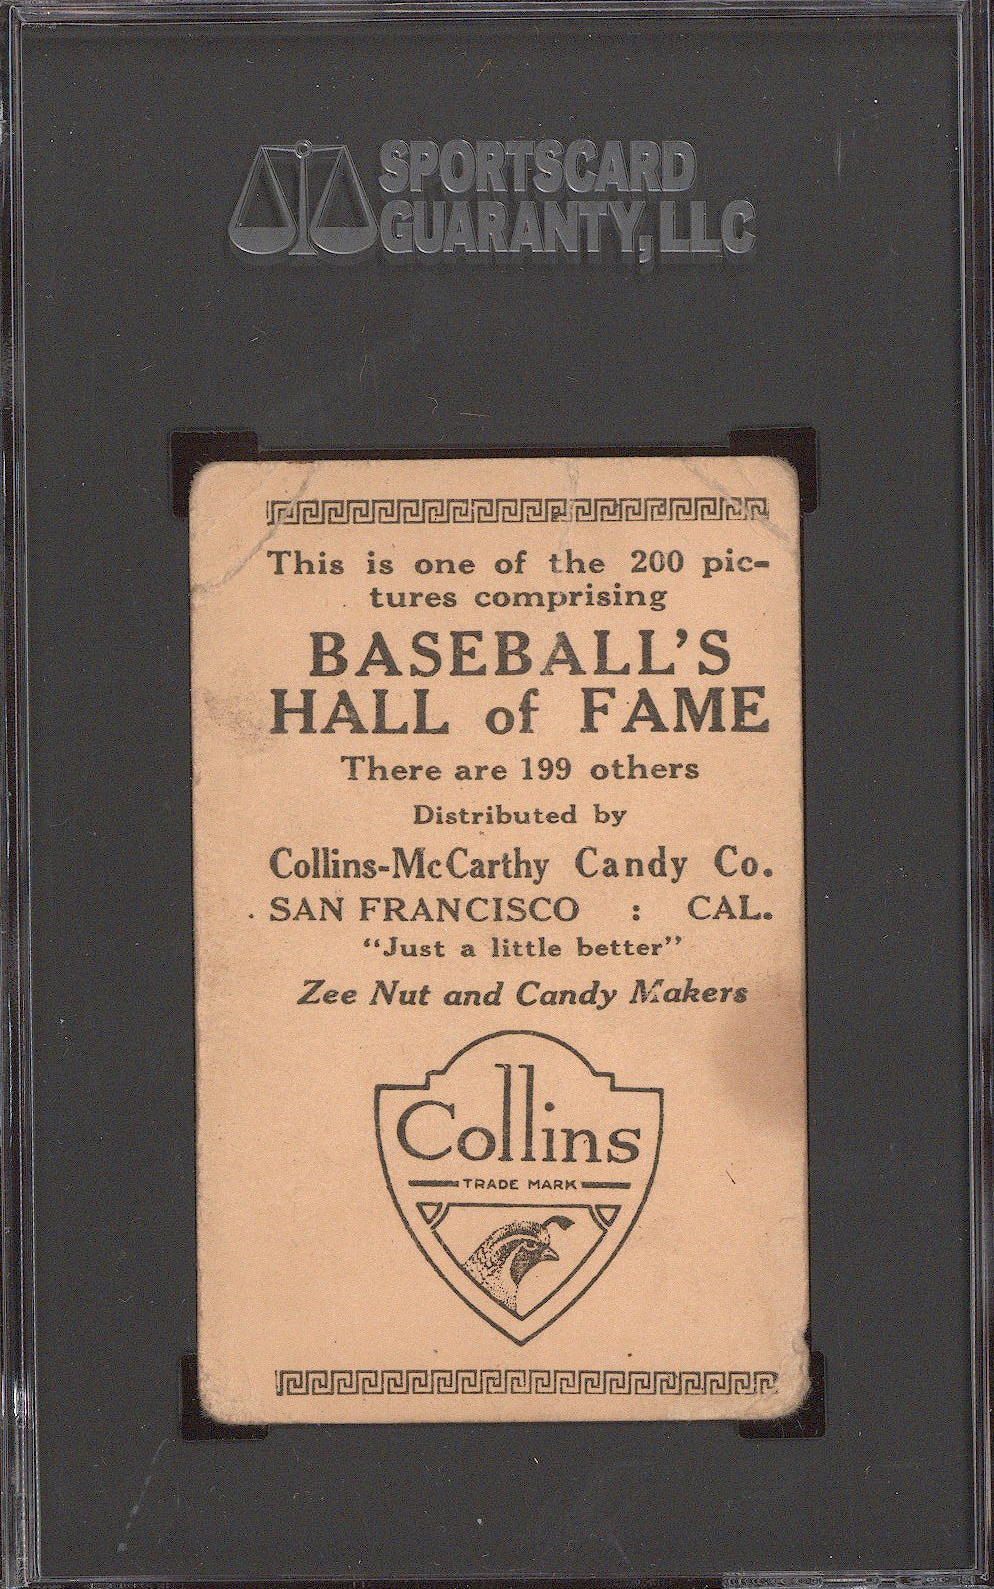 SPORTSCARD
GUARANTY, LLC
This is one of the 200 pic-
tures comprising
BASEBALL'S
HALL of FAME
There are 199 others
Distributed by
Collins-McCarthy Candy Co.
SAN FRANCISCO : CAL.
"Just a little better"
Zee Nut and Candy Makers
Collins
TRADE MARK